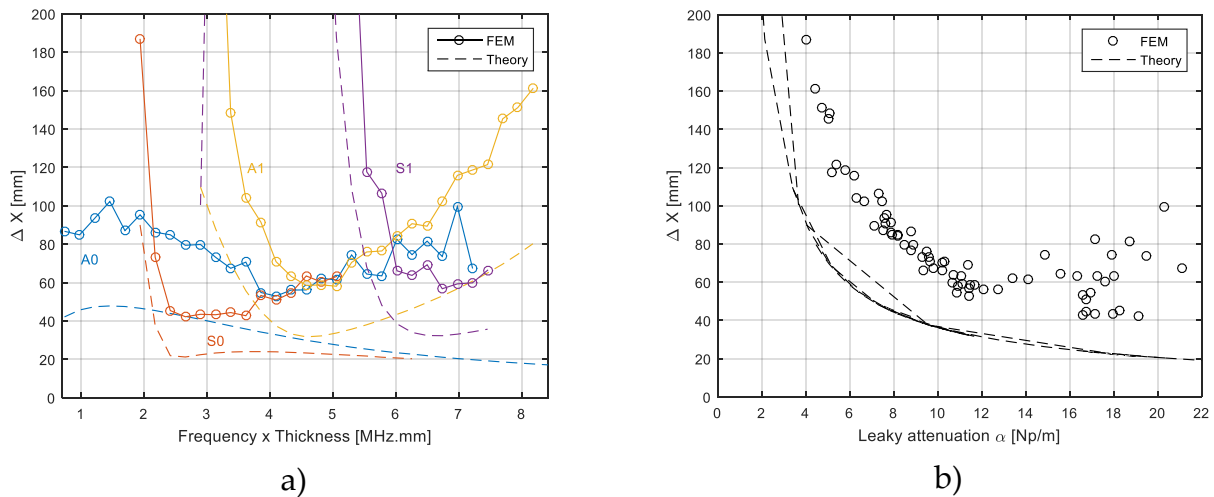 200
180
160
140
120
100
80
60
40
20
0
Δ X [mm]
1 2 3 4 5 6 7 8
Frequency x Thickness [MHz.mm]
FEM
Theory
A0
S0
A1
S1
a)
200
180
160
140
120
100
80
60
40
20
0
Δ X [mm]
0 2 4 6 8 10 12 14 16 18 20 22
Leaky attenuation α [Np/m]
FEM
Theory
b)